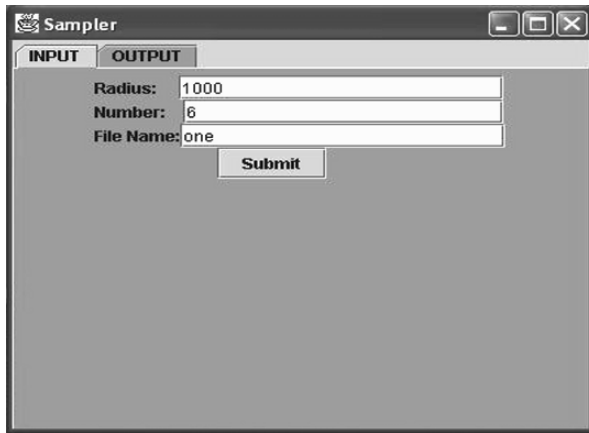 Sampler
INPUT OUTPUT
Radius: 1000
Number: 6
File Name: one
Submit